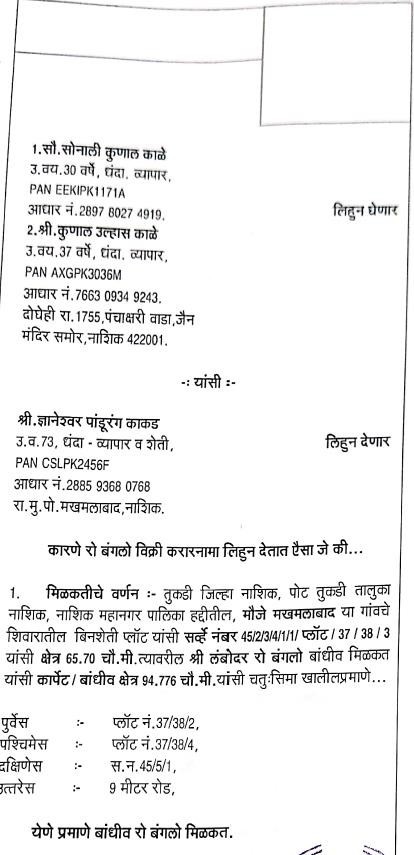 1.सौ.सोनाली कुणाल काळे
उ.वय.30 वर्षे, धंदा. व्यापार,
PAN EEKIPK1171A
आधार नं.2897 8027 4919.
लिहुन घेणार
2.श्री.कुणाल उल्हास काळे
उ.वय.37 वर्षे, धंदा. व्यापार,
PAN AXGPK3036M
आधार नं.7663 0934 9243.
दोघेही रा.1755,पंचाक्षरी वाडा,जैन
मंदिर समोर,नाशिक 422001.
-: यांसी :-
श्री.ज्ञानेश्वर पांडूरंग काकड
उ.व.73, धंदा - व्यापार व शेती,
लिहुन देणार
PAN CSLPK2456F
आधार नं.2885 9368 0768
रा.मु.पो.मखमलाबाद,नाशिक.
कारणे रो बंगलो विक्री करारनामा लिहुन देतात ऐसा जे की...
1. मिळकतीचे वर्णन :- तुकडी जिल्हा नाशिक, पोट तुकडी तालुका
नाशिक, नाशिक महानगर पालिका हद्दीतील, मौजे मखमलाबाद या गांवचे
शिवारातील बिनशेती प्लॉट यांसी सर्व्हे नंबर 45/2/3/4/1/1/ प्लॉट / 37 / 38 / 3
यांसी क्षेत्र 65.70 चौ.मी.त्यावरील श्री लंबोदर रो बंगलो बांधीव मिळकत
यांसी कार्पेट / बांधीव क्षेत्र 94.776 चौ.मी.यांसी चतुःसिमा खालीलप्रमाणे...
पुर्वेस :- प्लॉट नं.37/38/2,
पश्चिमेस :- प्लॉट नं.37/38/4,
दक्षिणेस :- स.न.45/5/1,
उत्तरेस :- 9 मीटर रोड,
येणे प्रमाणे बांधीव रो बंगलो मिळकत.